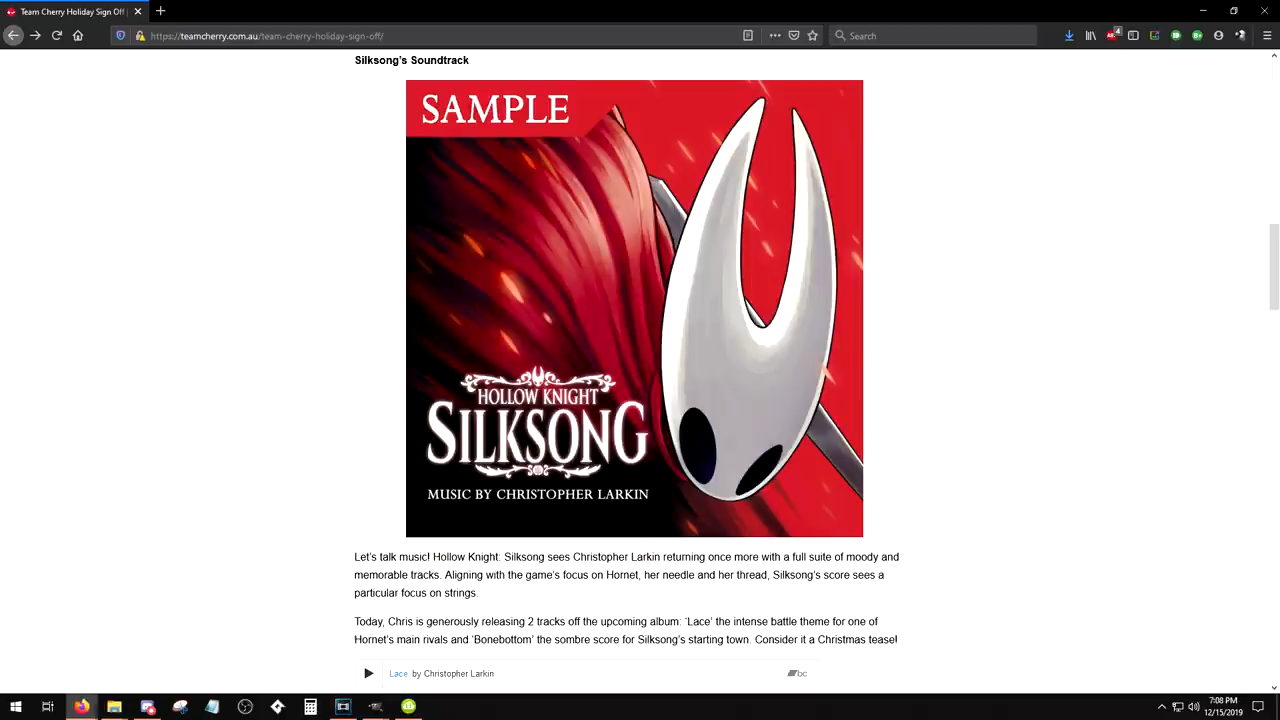 Team Cherry Holiday Sign Off |
https://teamcherry.com.au/team-cherry-holiday-sign-off/
Search
4
Silksong's Soundtrack
SAMPLE
HOLLOW KNIGHT
SILKSONG
MUSIC BY CHRISTOPHER LARKIN
Let's talk music! Hollow Knight: Silksong sees Christopher Larkin returning once more with a full suite of moody and
memorable tracks. Aligning with the game's focus on Hornet, her needle and her thread, Silksong's score sees a
particular focus on strings.
Today, Chris is generously releasing 2 tracks off the upcoming album: 'Lace' the intense battle theme for one of
Hornet's main rivals and 'Bonebottom' the sombre score for Silksong's starting town. Consider it a Christmas tease!
Lace by Christopher Larkin
bc
7:08 PM
12/15/2019